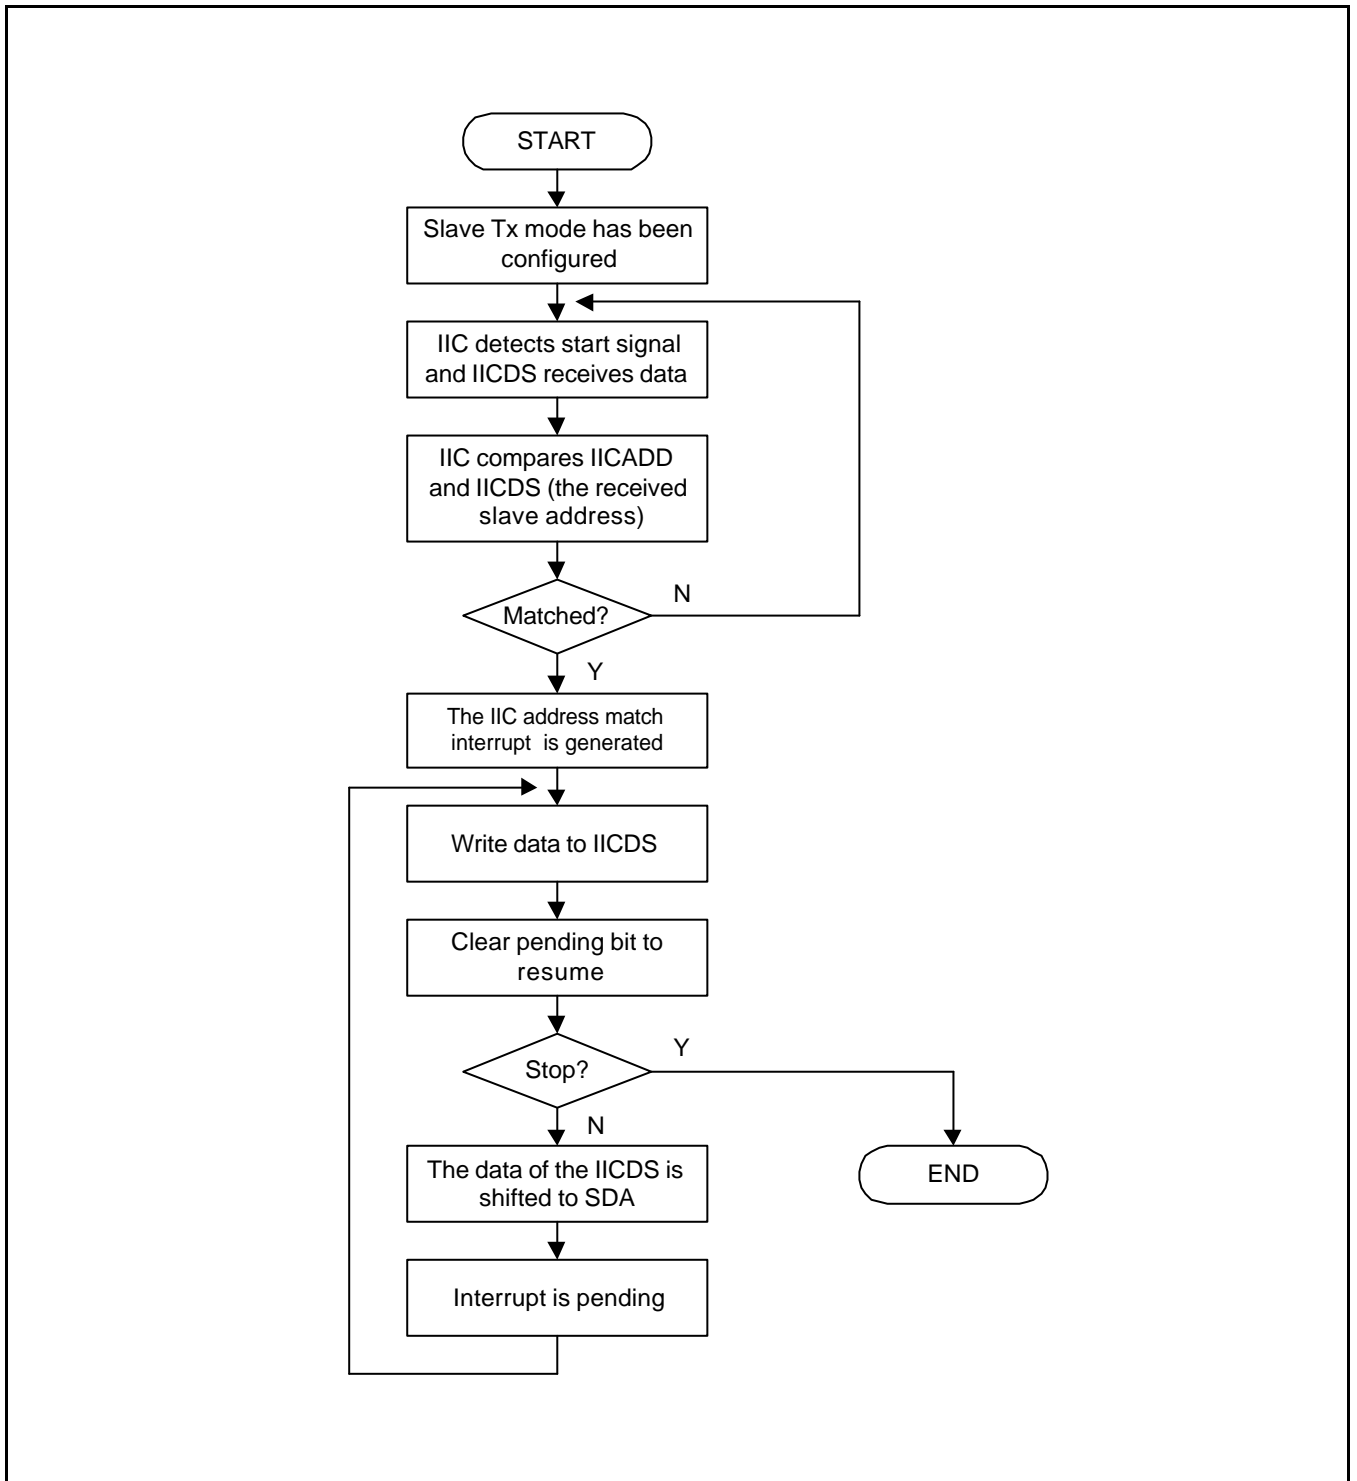 START
Slave Tx mode has been
configured
IIC detects start signal
and IICDS receives data
IIC compares IICADD
and IICDS (the received
slave address)
Matched?
N
Y
The IIC address match
interrupt is generated
Write data to IICDS
Clear pending bit to
resume
Stop?
Y
N
The data of the IICDS is
shifted to SDA
END
Interrupt is pending